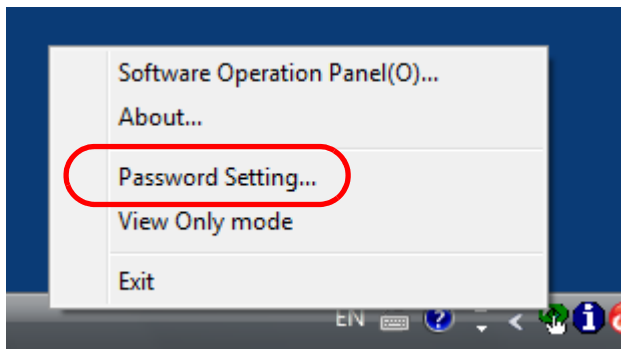 Software Operation Panel(O)...
About...
Password Setting...
View Only mode
Exit
EN